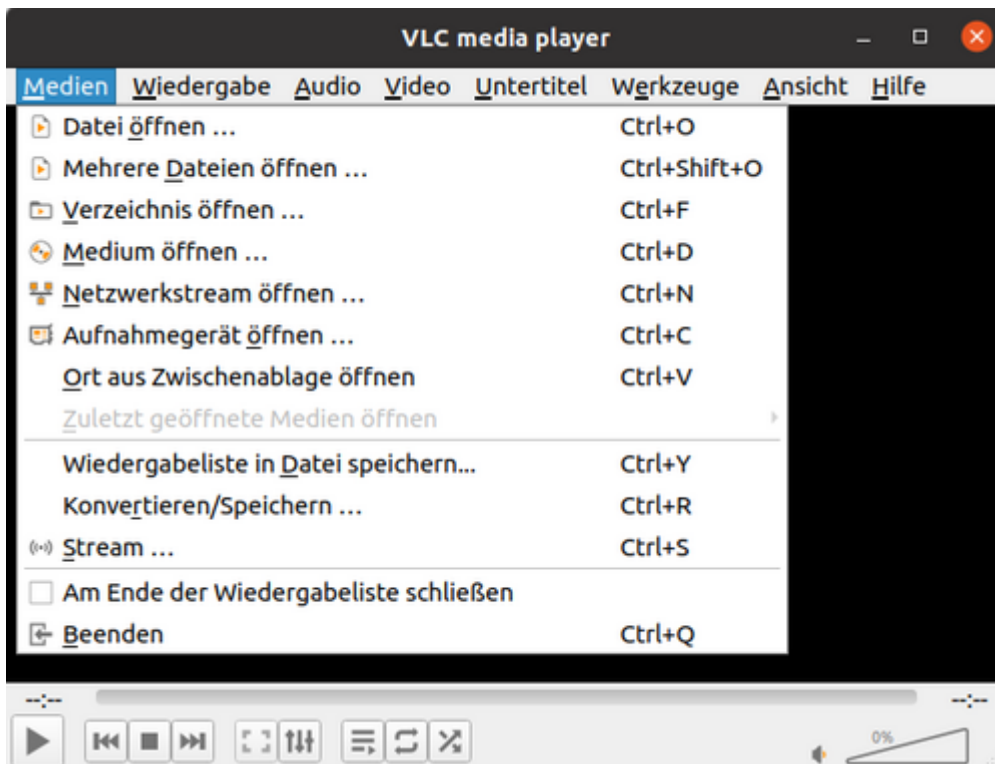 VLC media player
Medien Wiedergabe Audio Video Untertitel Werkzeuge Ansicht Hilfe
Datei öffnen ... Ctrl+O
Mehrere Dateien öffnen ... Ctrl+Shift+O
Verzeichnis öffnen ... Ctrl+F
Medium öffnen ... Ctrl+D
Netzwerkstream öffnen ... Ctrl+N
Aufnahmegerät öffnen ... Ctrl+C
Ort aus Zwischenablage öffnen Ctrl+V
Zuletzt geöffnete Medien öffnen
Wiedergabeliste in Datei speichern... Ctrl+Y
Konvertieren/Speichern ... Ctrl+R
Stream ... Ctrl+S
Am Ende der Wiedergabeliste schließen
Beenden Ctrl+Q
--:-- --:--
0%